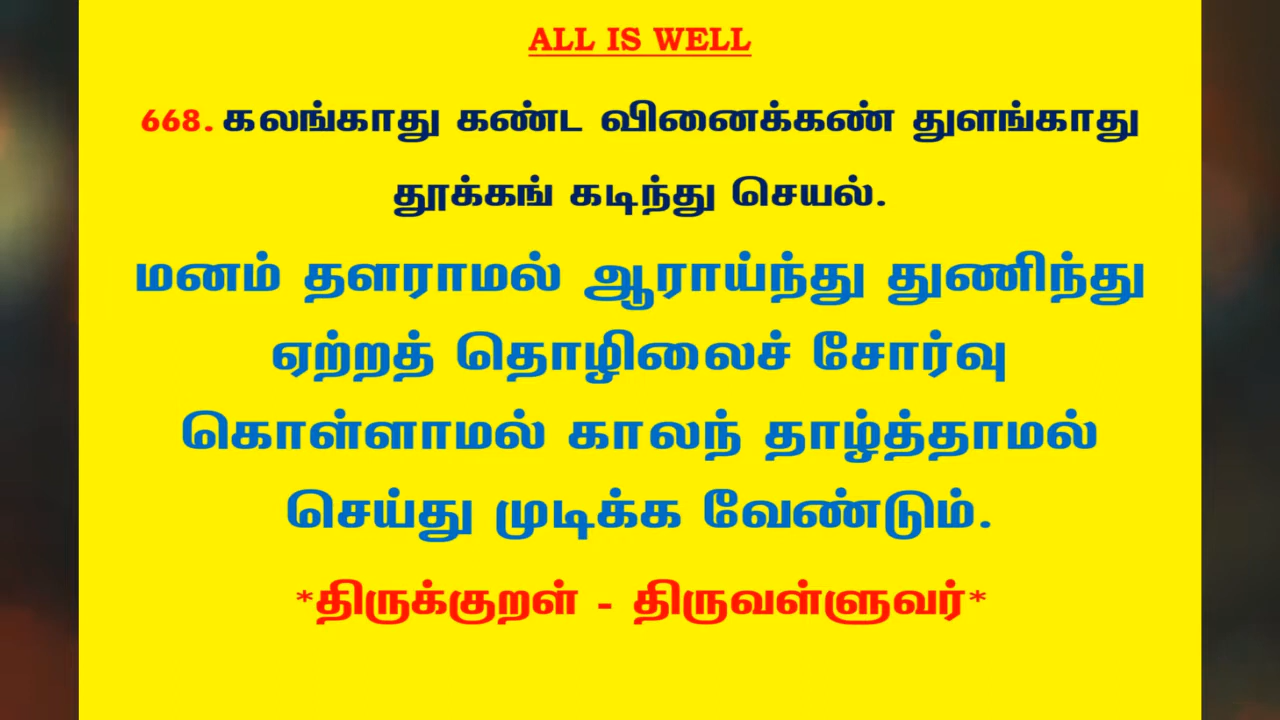 ALL IS WELL
668. கலங்காது கண்ட வினைக்கண் துளங்காது
தூக்கங் கடிந்து செயல்.
மனம் தளராமல் ஆராய்ந்து துணிந்து
ஏற்றத் தொழிலைச் சோர்வு
கொள்ளாமல் காலந் தாழ்த்தாமல்
செய்து முடிக்க வேண்டும்.
*திருக்குறள் - திருவள்ளுவர்*